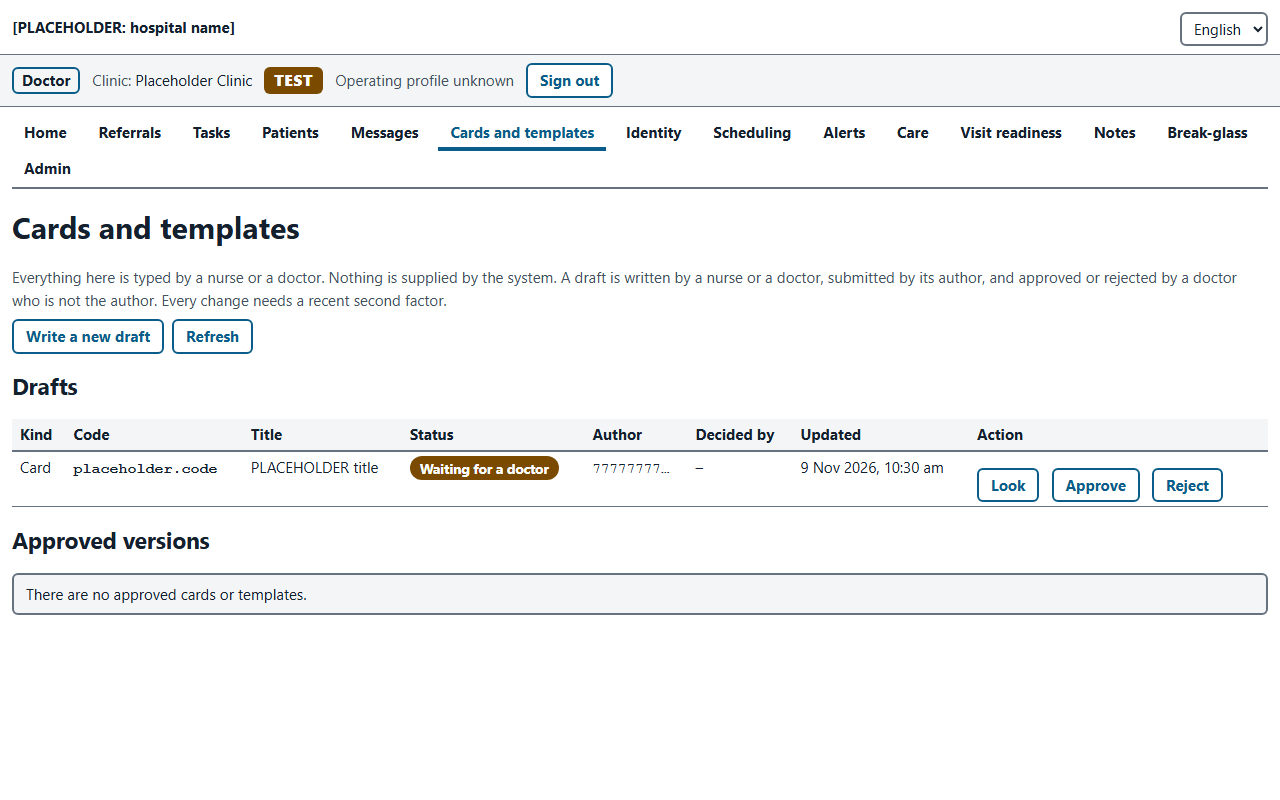 [PLACEHOLDER: hospital name]
English
Doctor Clinic: Placeholder Clinic TEST Operating profile unknown Sign out
Home Referrals Tasks Patients Messages Cards and templates Identity Scheduling Alerts Care Visit readiness Notes Break-glass
Admin
Cards and templates
Everything here is typed by a nurse or a doctor. Nothing is supplied by the system. A draft is written by a nurse or a doctor, submitted by its author, and approved or rejected by a doctor
who is not the author. Every change needs a recent second factor.
Write a new draft Refresh
Drafts
Kind Code Title Status Author Decided by Updated Action
Card placeholder.code PLACEHOLDER title Waiting for a doctor 77777777… – 9 Nov 2026, 10:30 am Look Approve Reject
Approved versions
There are no approved cards or templates.